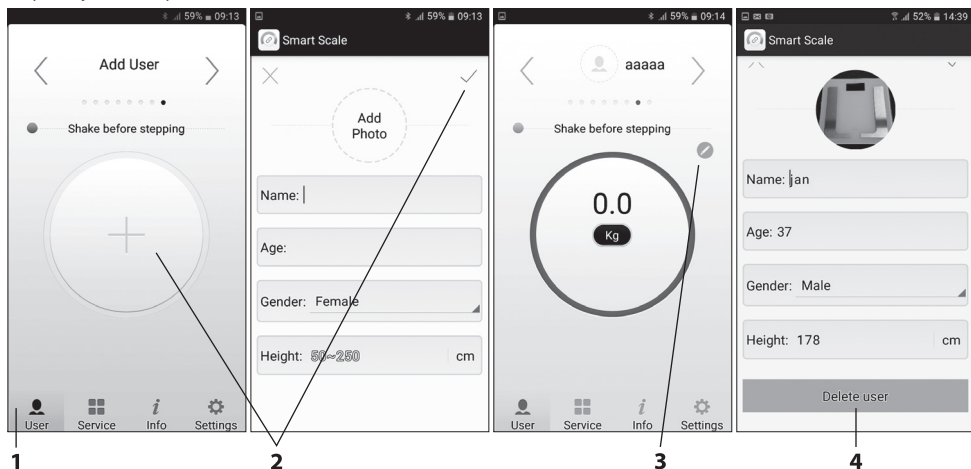 59% 09:13
Add User
Shake before stepping
User Service Info Settings
59% 09:13
Smart Scale
Add
Photo
Name:
Age:
Gender: Female
Height: 50~250 cm
59% 09:14
aaaaa
Shake before stepping
0.0
Kg
User Service Info Settings
52% 14:39
Smart Scale
Name: jan
Age: 37
Gender: Male
Height: 178 cm
Delete user
1 2 3 4